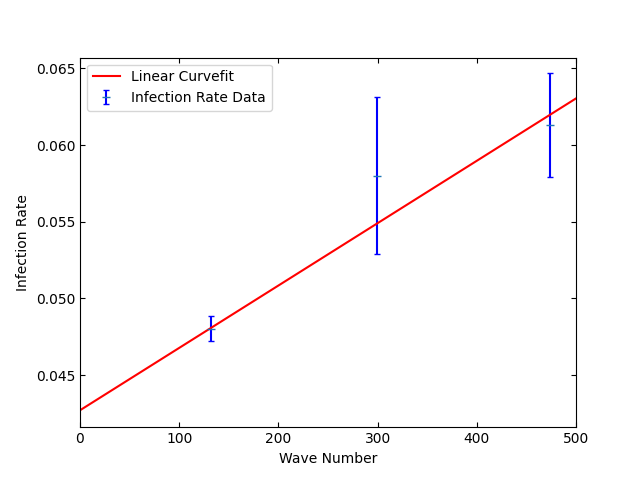 0.065
0.060
0.055
0.050
0.045
0 100 200 300 400 500
Infection Rate
Wave Number
Linear Curvefit
Infection Rate Data